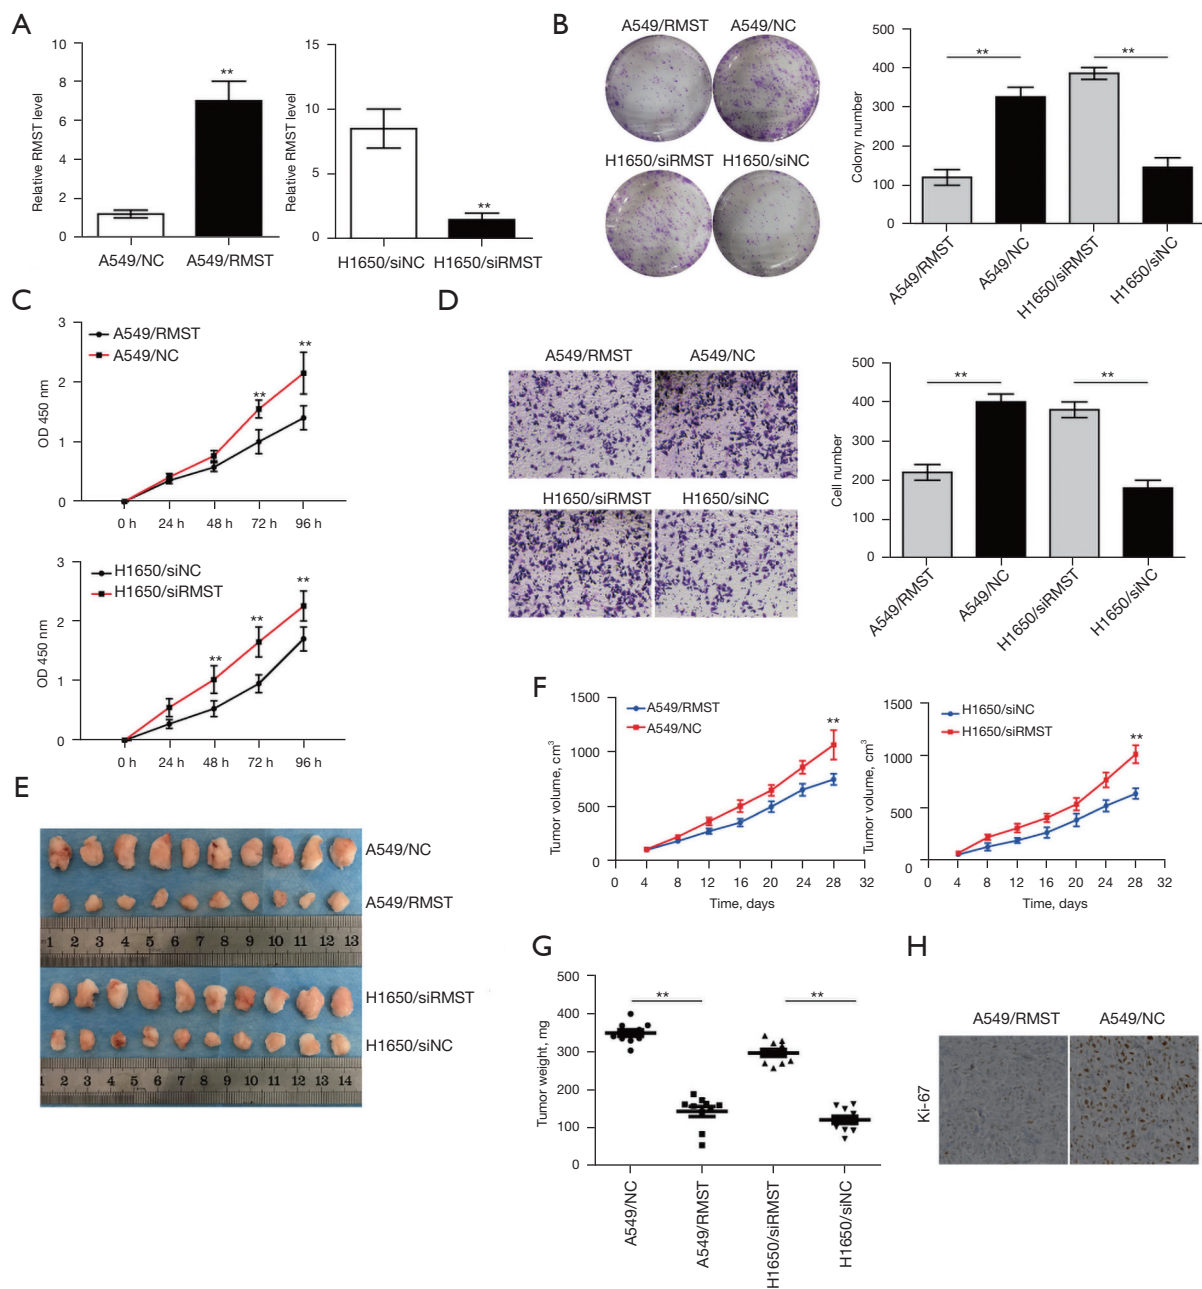 A
10
8
6
4
2
0
Relative RMST level
**
A549/NC
A549/RMST
15
10
5
0
Relative RMST level
**
H1650/siNC
H1650/siRMST
B
A549/RMST
A549/NC
H1650/siRMST
H1650/siNC
500
400
300
200
100
0
Colony number
**
**
A549/RMST
A549/NC
H1650/siRMST
H1650/siNC
C
3
2
1
0
OD 450 nm
A549/RMST
A549/NC
**
**
0 h
24 h
48 h
72 h
96 h
3
2
1
0
OD 450 nm
H1650/siNC
H1650/siRMST
**
**
**
0 h
24 h
48 h
72 h
96 h
D
A549/RMST
A549/NC
H1650/siRMST
H1650/siNC
500
400
300
200
100
0
Cell number
**
**
A549/RMST
A549/NC
H1650/siRMST
H1650/siNC
E
A549/NC
A549/RMST
1 2 3 4 5 6 7 8 9 10 11 12 13
H1650/siRMST
H1650/siNC
1 2 3 4 5 6 7 8 9 10 11 12 13 14
F
1500
1000
500
0
Tumor volume, cm3
A549/RMST
A549/NC
**
0 4 8 12 16 20 24 28 32
Time, days
1500
1000
500
0
Tumor volume, cm3
H1650/siNC
H1650/siRMST
**
0 4 8 12 16 20 24 28 32
Time, days
G
500
400
300
200
100
0
Tumor weight, mg
**
**
A549/NC
A549/RMST
H1650/siRMST
H1650/siNC
H
A549/RMST
A549/NC
Ki-67